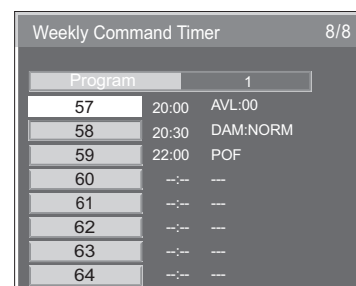 Weekly Command Timer 8/8
Program 1
57 20:00 AVL:00
58 20:30 DAM:NORM
59 22:00 POF
60 --:-- ---
61 --:-- ---
62 --:-- ---
63 --:-- ---
64 --:-- ---